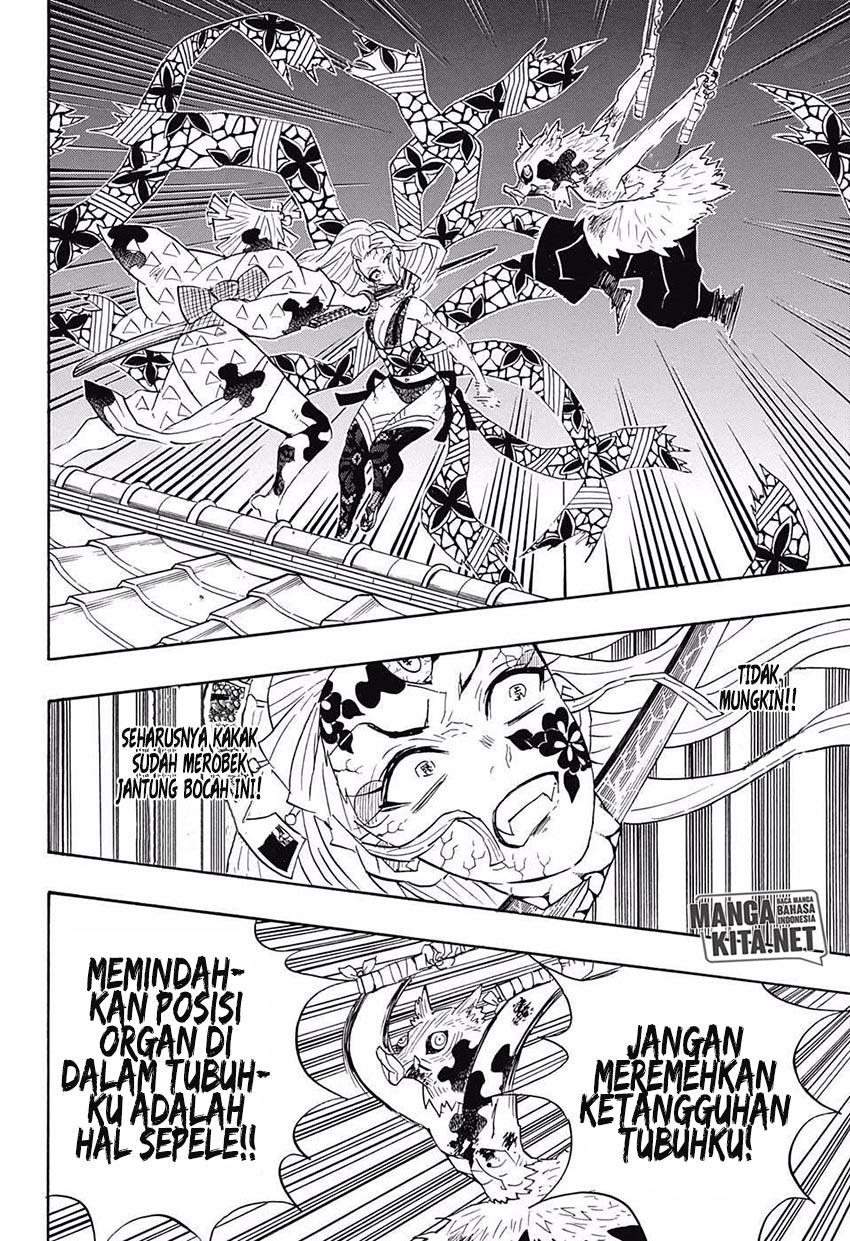 TIDAK
MUNGKIN!!
SEHARUSNYA KAKAK
SUDAH MEROBEK
JANTUNG BOCAH INI!
MANGA
KITA.NET
BACA MANGA
BAHASA
INDONESIA
JANGAN
MEREMEHKAN
KETANGGUHAN
TUBUHKU!
MEMINDAH-
KAN POSISI
ORGAN DI
DALAM TUBUH-
KU ADALAH
HAL SEPELE!!